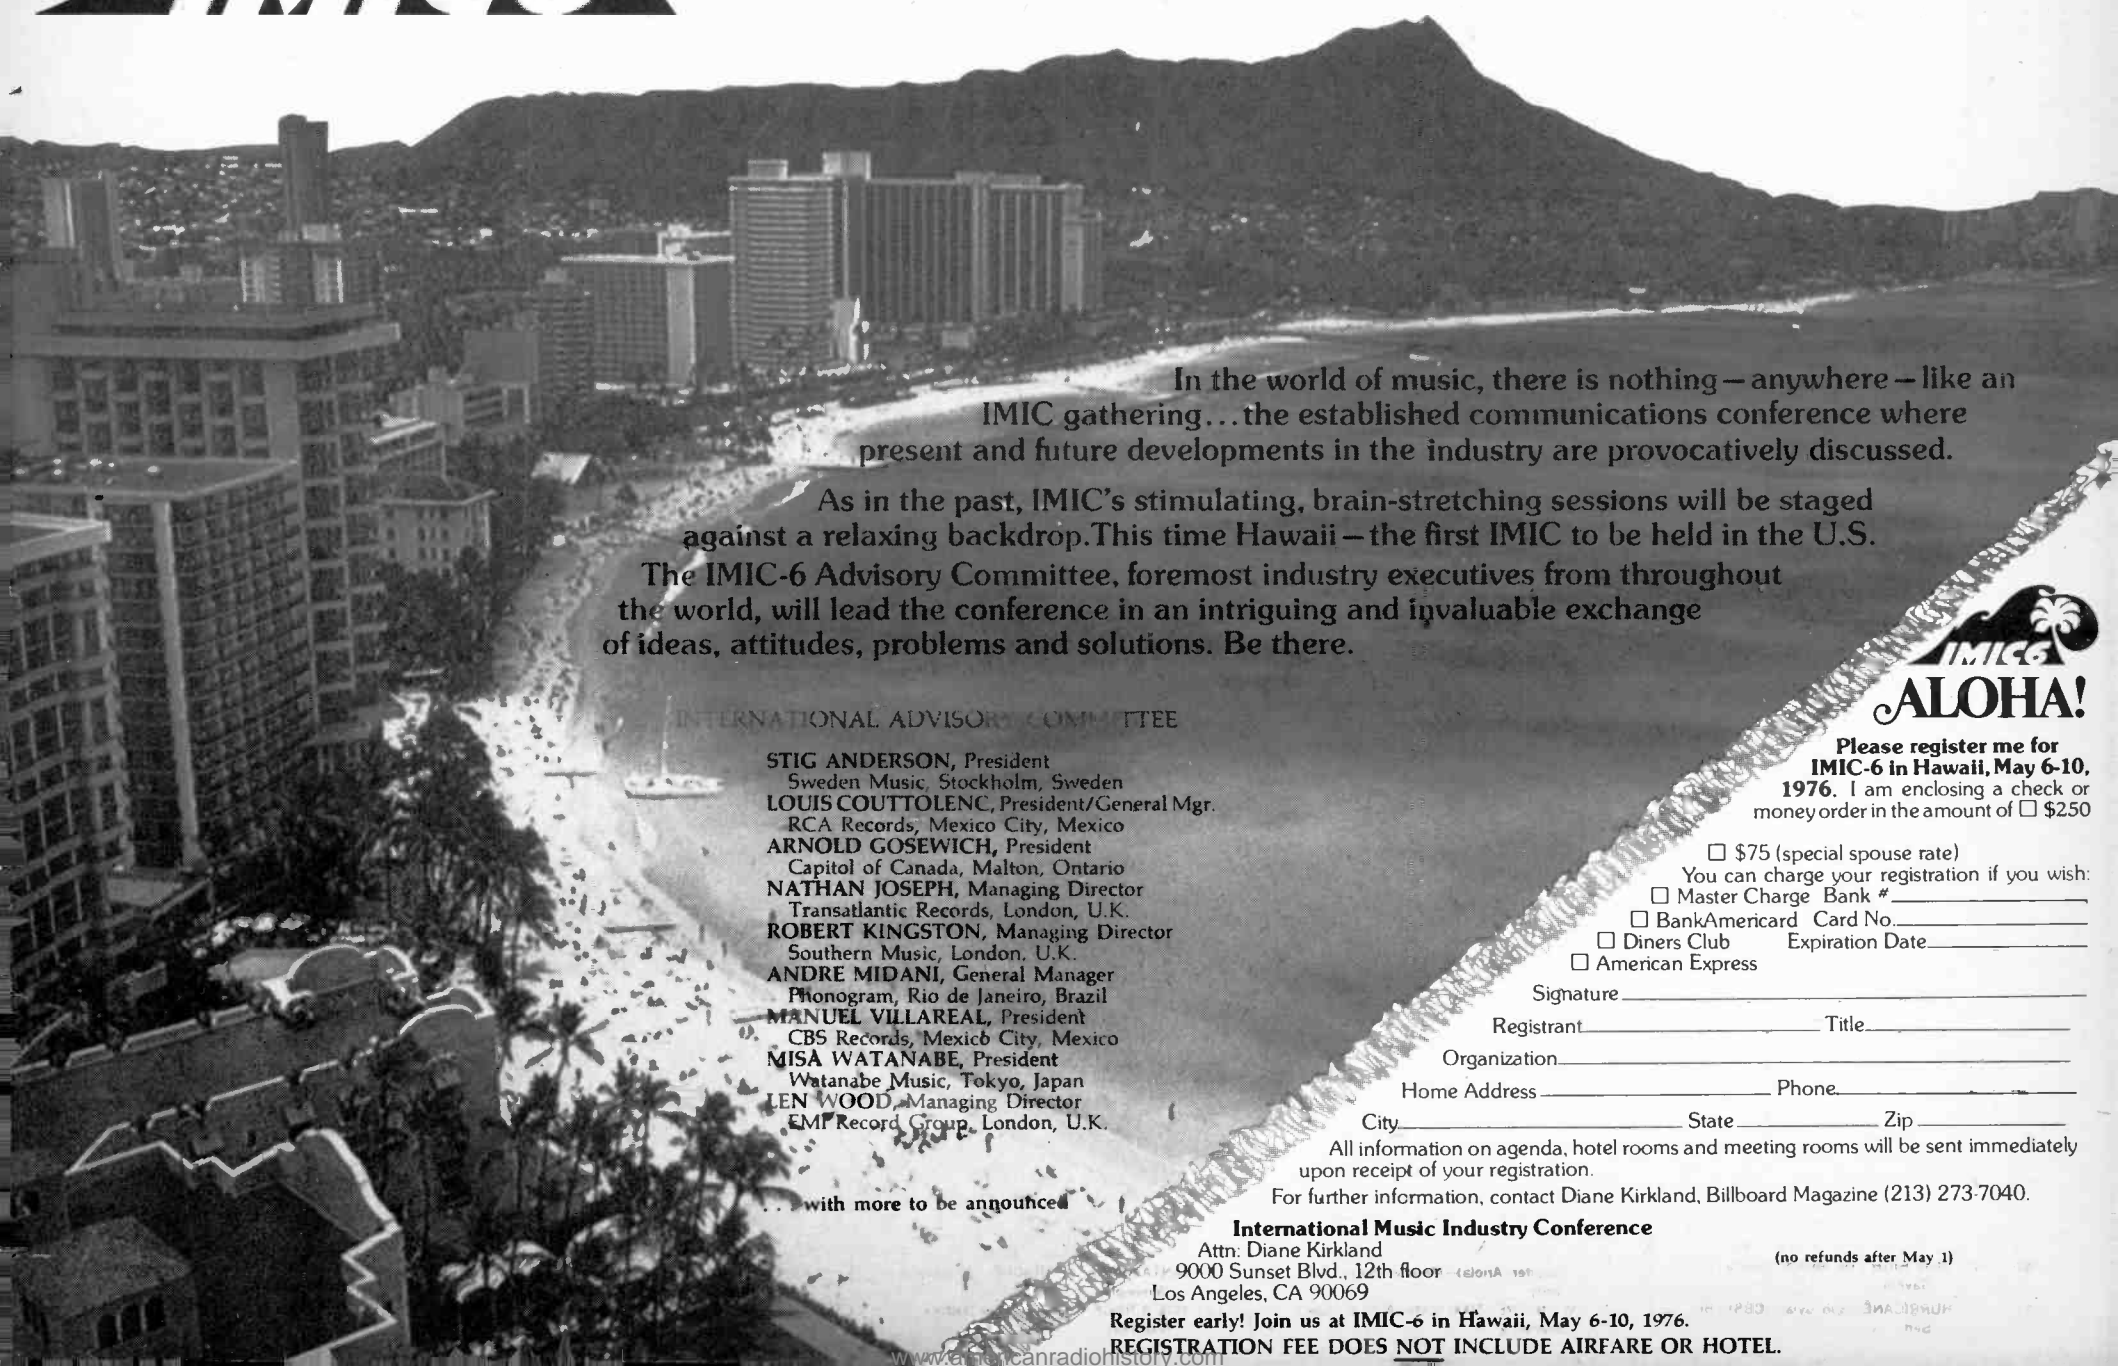 In the world of music, there is nothing — anywhere — like an
IMIC gathering...the established communications conference where
present and future developments in the industry are provocatively discussed.
As in the past, IMIC's stimulating, brain-stretching sessions will be staged
against a relaxing backdrop. This time Hawaii — the first IMIC to be held in the U.S.
The IMIC-6 Advisory Committee, foremost industry executives from throughout
the world, will lead the conference in an intriguing and invaluable exchange
of ideas, attitudes, problems and solutions. Be there.
INTERNATIONAL ADVISORY COMMITTEE
STIG ANDERSON, President
Sweden Music, Stockholm, Sweden
LOUIS COUTTOLENC, President/General Mgr.
RCA Records, Mexico City, Mexico
ARNOLD GOSEWICH, President
Capitol of Canada, Malton, Ontario
NATHAN JOSEPH, Managing Director
Transatlantic Records, London, U.K.
ROBERT KINGSTON, Managing Director
Southern Music, London, U.K.
ANDRE MIDANI, General Manager
Phonogram, Rio de Janeiro, Brazil
MANUEL VILLAREAL, President
CBS Records, Mexico City, Mexico
MISA WATANABE, President
Watanabe Music, Tokyo, Japan
LEN WOOD, Managing Director
EMI Record Group, London, U.K.
. . . with more to be announced
IMIC6
ALOHA!
Please register me for
IMIC-6 in Hawaii, May 6-10,
1976. I am enclosing a check or
money order in the amount of ☐ $250
☐ $75 (special spouse rate)
You can charge your registration if you wish:
☐ Master Charge Bank #
☐ BankAmericard Card No.
☐ Diners Club Expiration Date
☐ American Express
Signature
Registrant Title
Organization
Home Address Phone
City State Zip
All information on agenda, hotel rooms and meeting rooms will be sent immediately
upon receipt of your registration.
For further information, contact Diane Kirkland, Billboard Magazine (213) 273-7040.
International Music Industry Conference
Attn: Diane Kirkland
9000 Sunset Blvd., 12th floor
Los Angeles, CA 90069
(no refunds after May 1)
Register early! Join us at IMIC-6 in Hawaii, May 6-10, 1976.
REGISTRATION FEE DOES NOT INCLUDE AIRFARE OR HOTEL.
www.americanradiohistory.com